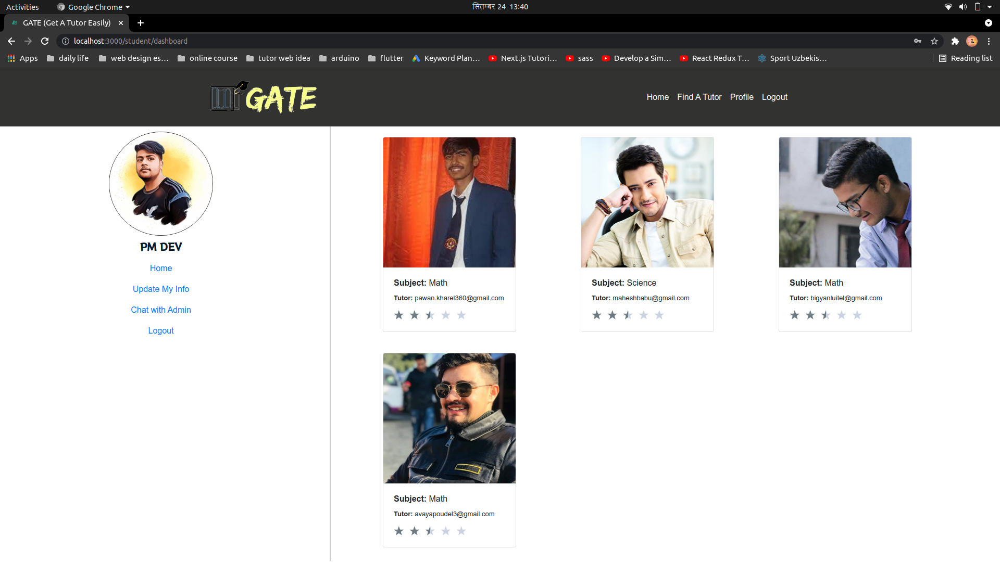 Activities
Google Chrome
सितम्बर 24 13:40
GATE (Get A Tutor Easily)
localhost:3000/student/dashboard
Apps
daily life
web design es...
online course
tutor web idea
arduino
flutter
Keyword Plan...
Next.js Tutori...
sass
Develop a Sim...
React Redux T...
Sport Uzbekis...
Reading list
GATE
Home
Find A Tutor
Profile
Logout
PM DEV
Home
Update My Info
Chat with Admin
Logout
Subject: Math
Tutor: pawan.kharel360@gmail.com
Subject: Science
Tutor: maheshbabu@gmail.com
Subject: Math
Tutor: bigyanluitel@gmail.com
Subject: Math
Tutor: avayapoudel3@gmail.com